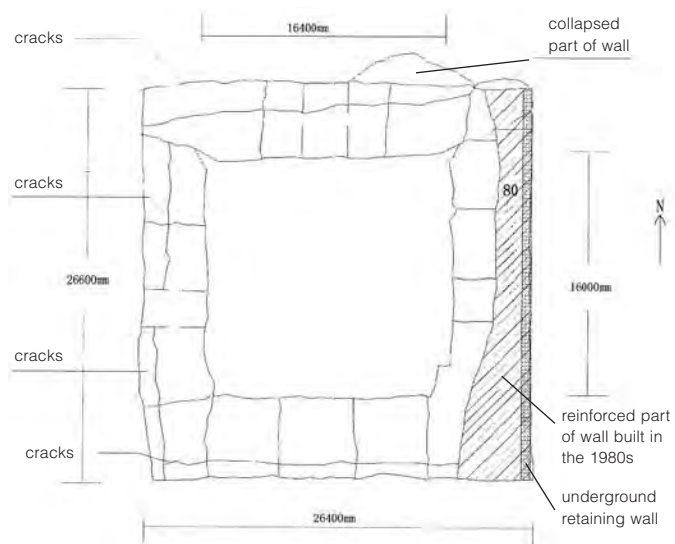 16400mm
cracks
collapsed
part of wall
cracks
80
N
26600mm
16000mm
cracks
reinforced part
of wall built in
the 1980s
cracks
underground
retaining wall
26400mm